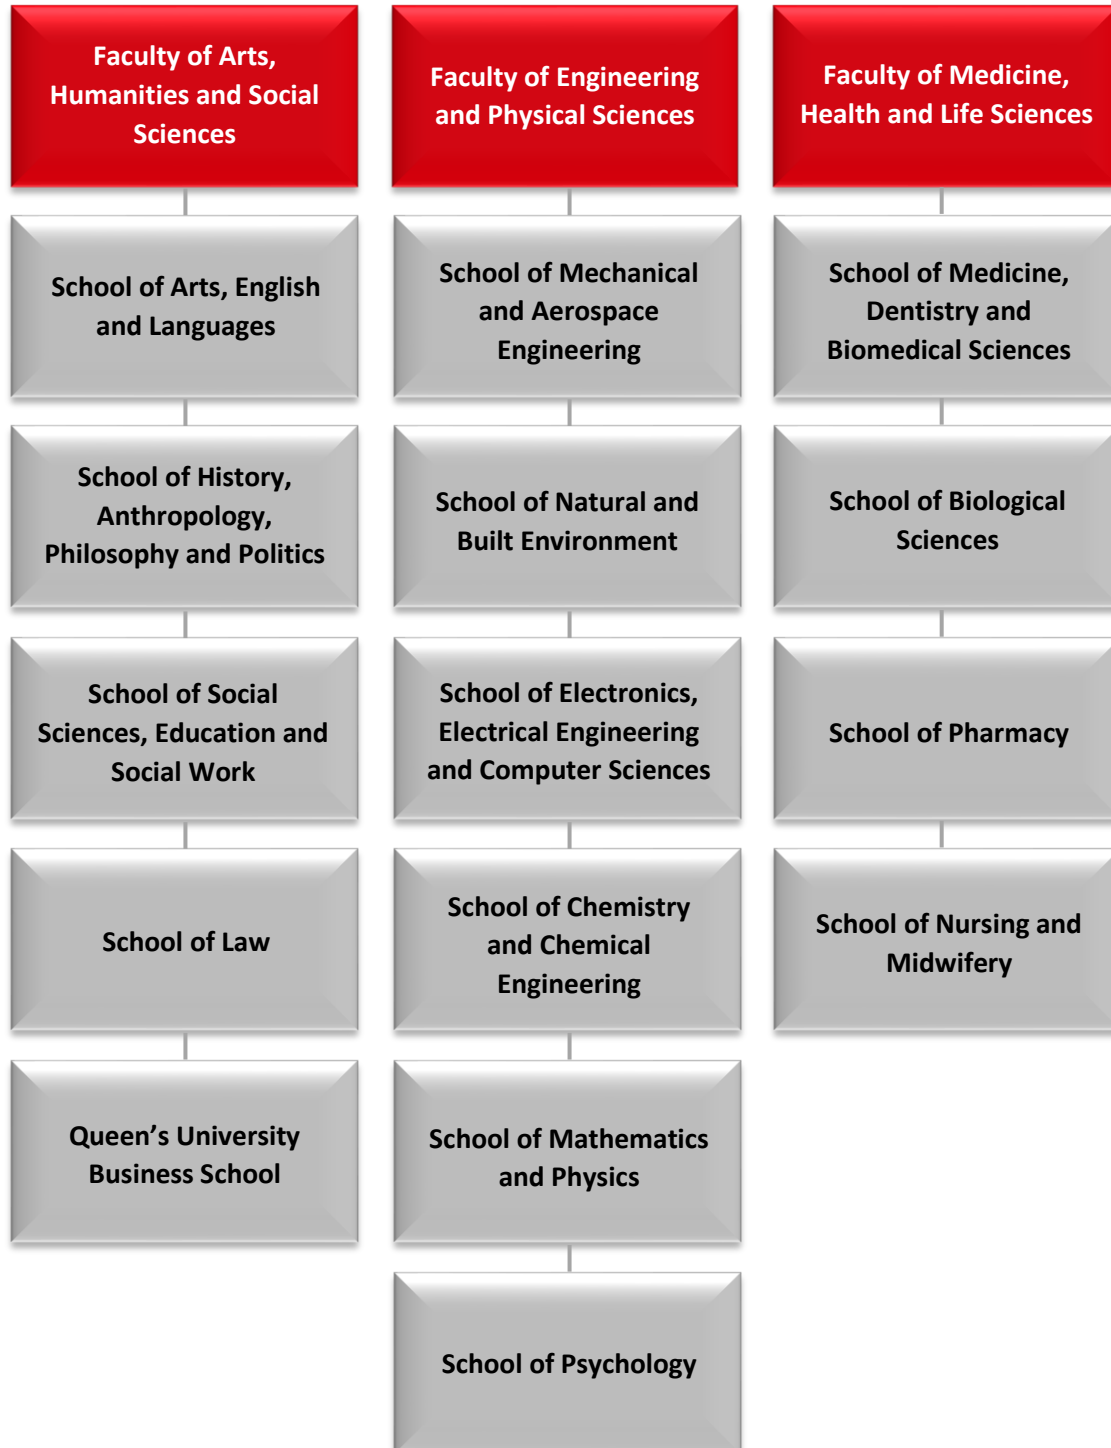 Faculty of Arts,
Humanities and Social
Sciences
School of Arts, English
and Languages
School of History,
Anthropology,
Philosophy and Politics
School of Social
Sciences, Education and
Social Work
School of Law
Queen’s University
Business School
Faculty of Engineering
and Physical Sciences
School of Mechanical
and Aerospace
Engineering
School of Natural and
Built Environment
School of Electronics,
Electrical Engineering
and Computer Sciences
School of Chemistry
and Chemical
Engineering
School of Mathematics
and Physics
School of Psychology
Faculty of Medicine,
Health and Life Sciences
School of Medicine,
Dentistry and
Biomedical Sciences
School of Biological
Sciences
School of Pharmacy
School of Nursing and
Midwifery